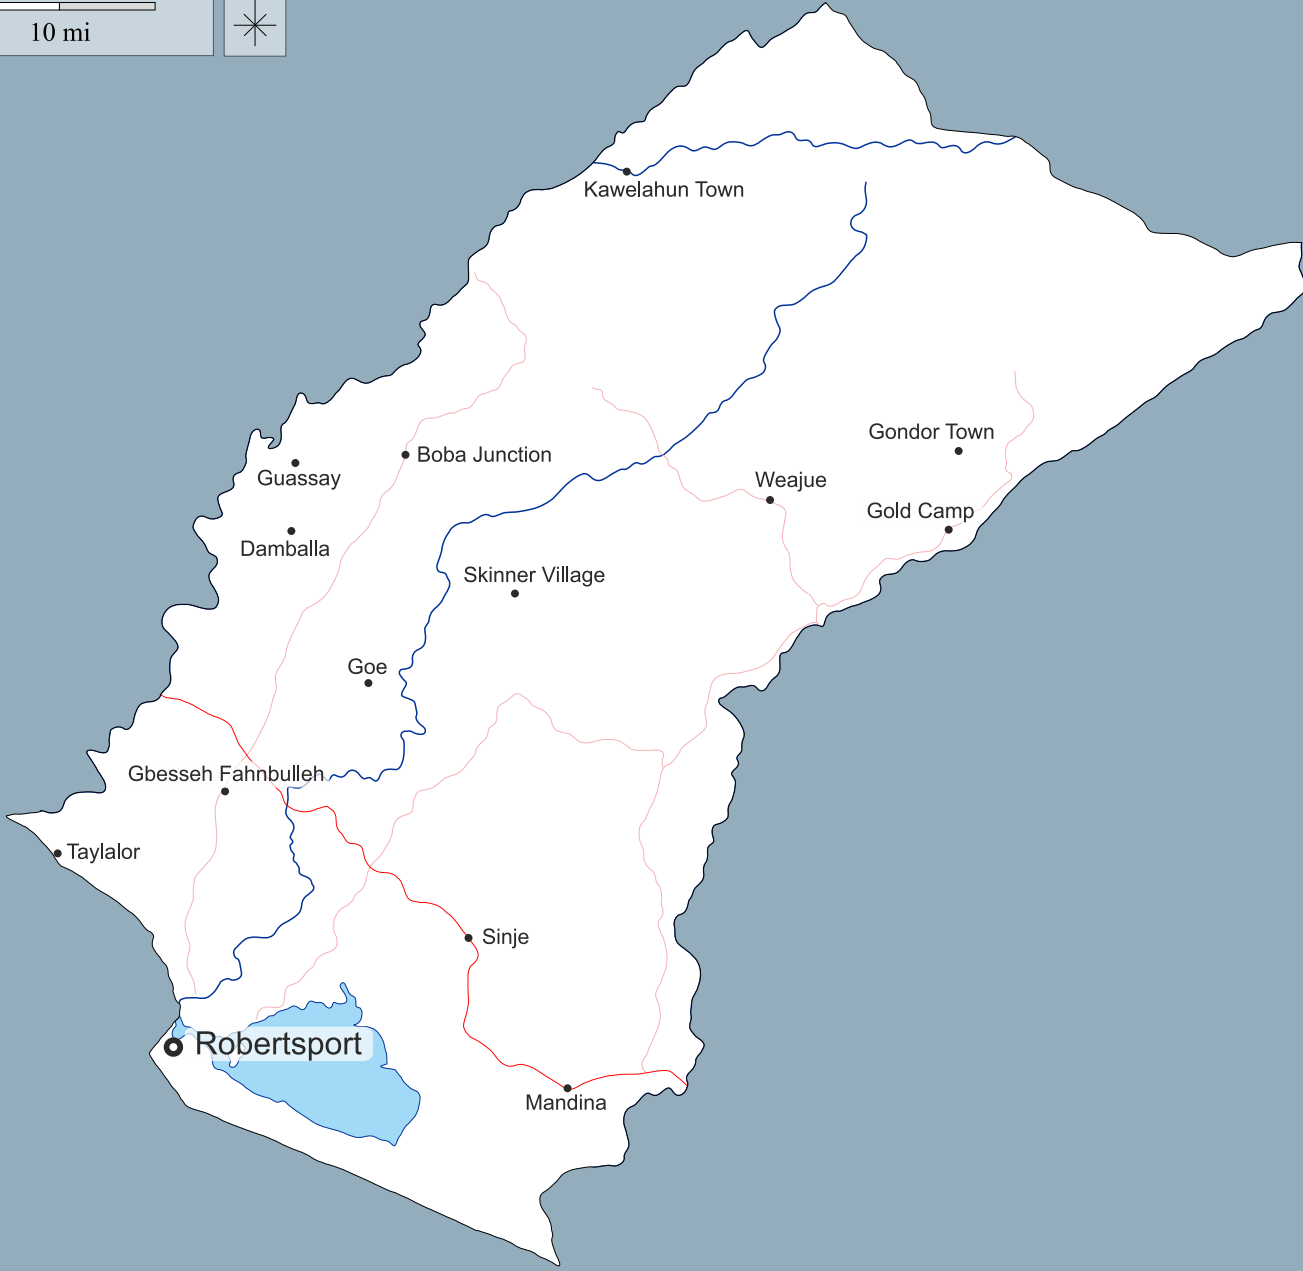 10 mi
Kawelahun Town
Gondor Town
Boba Junction
Guassay
Weajue
Gold Camp
Damballa
Skinner Village
Goe
Gbesseh Fahnbulleh
Taylalor
Sinje
Robertsport
Mandina